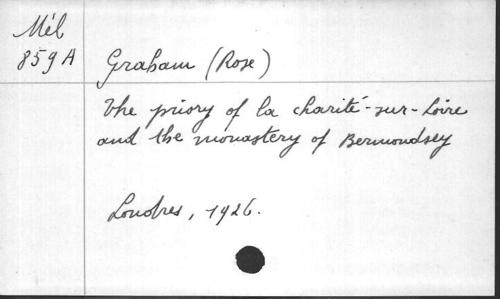 Mél
859 A
Graham (Rose)
The priory of la charité-sur-Loire
and the monastery of Bermondsey
Londres, 1926.